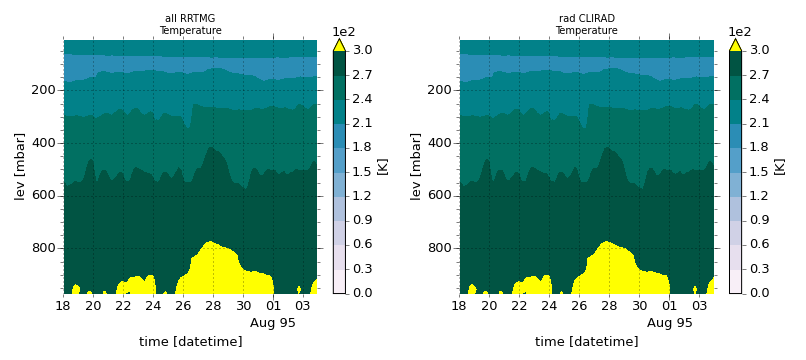 all RRTMG
Temperature
1e2
3.0
2.7
2.4
2.1
1.8
1.5
1.2
0.9
0.6
0.3
0.0
[K]
200
400
600
800
lev [mbar]
18 20 22 24 26 28 30 01 03
Aug 95
time [datetime]
rad CLIRAD
Temperature
1e2
3.0
2.7
2.4
2.1
1.8
1.5
1.2
0.9
0.6
0.3
0.0
[K]
200
400
600
800
lev [mbar]
18 20 22 24 26 28 30 01 03
Aug 95
time [datetime]